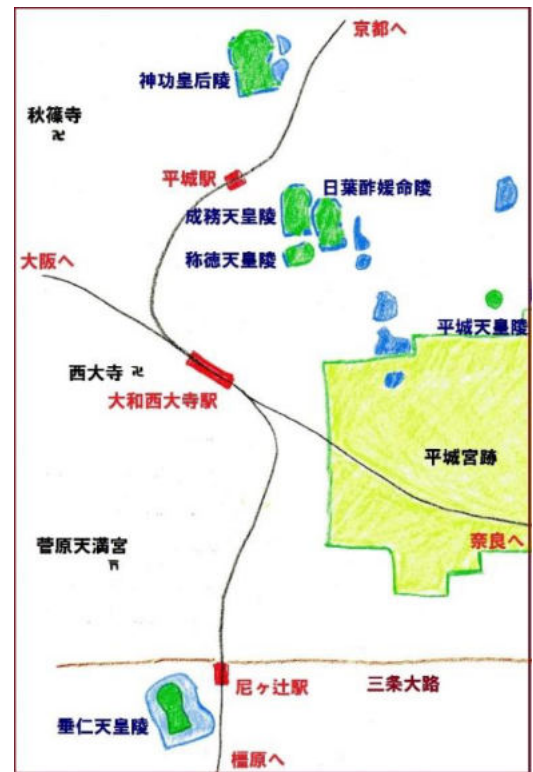 京都へ
神功皇后陵
秋篠寺
卍
平城駅
日葉酢媛命陵
成務天皇陵
称徳天皇陵
大阪へ
平城天皇陵
西大寺 卍
大和西大寺駅
平城宮跡
奈良へ
菅原天満宮
尼ヶ辻駅
三条大路
垂仁天皇陵
橿原へ